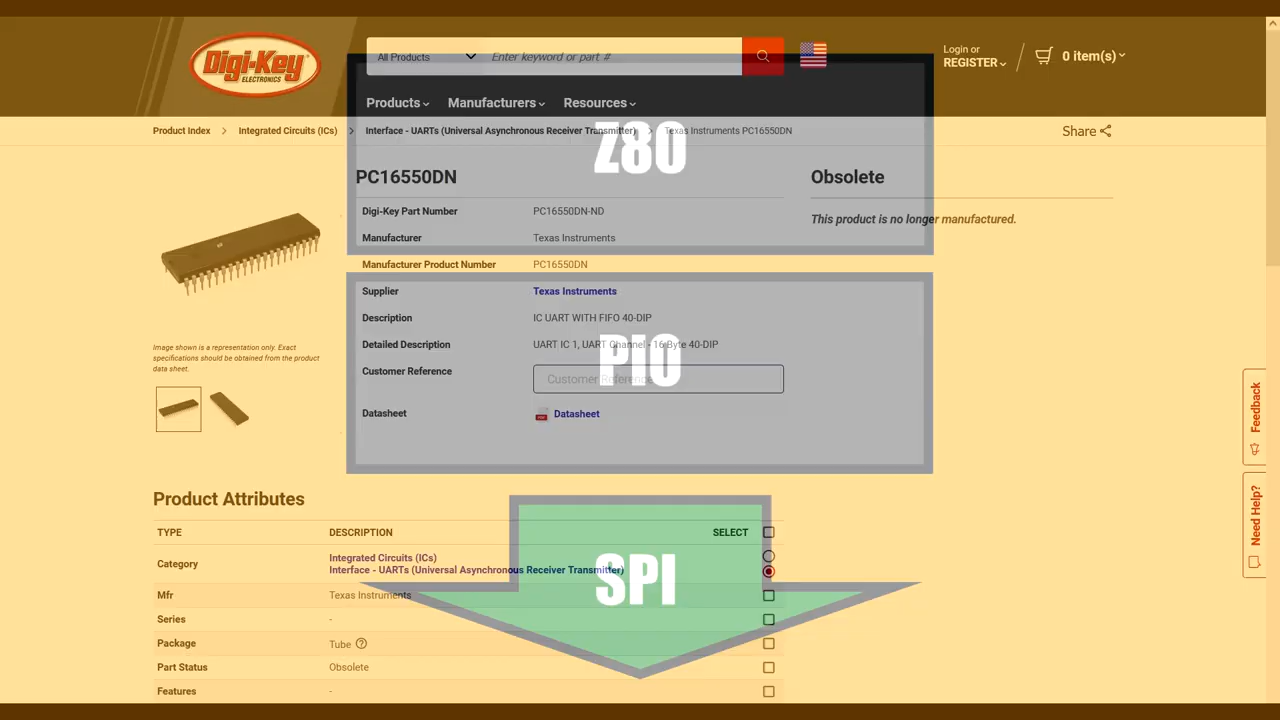 Digi-Key
ELECTRONICS
All Products
Enter keyword or part #
Login or
REGISTER
0 item(s)
Products
Manufacturers
Resources
Product Index
Integrated Circuits (ICs)
Interface - UARTs (Universal Asynchronous Receiver Transmitter)
Texas Instruments PC16550DN
Share
Z80
PC16550DN
Obsolete
Digi-Key Part Number PC16550DN-ND
This product is no longer manufactured.
Manufacturer Texas Instruments
Manufacturer Product Number PC16550DN
Supplier Texas Instruments
Description IC UART WITH FIFO 40-DIP
Detailed Description UART IC 1, UART Channel - 16 Byte 40-DIP
PIO
Customer Reference Customer Reference
Datasheet Datasheet
Image shown is a representation only. Exact
specifications should be obtained from the product
data sheet.
Feedback
Need Help?
Product Attributes
TYPE DESCRIPTION SELECT
Category
Integrated Circuits (ICs)
Interface - UARTs (Universal Asynchronous Receiver Transmitter)
SPI
Mfr Texas Instruments
Series -
Package Tube
Part Status Obsolete
Features -